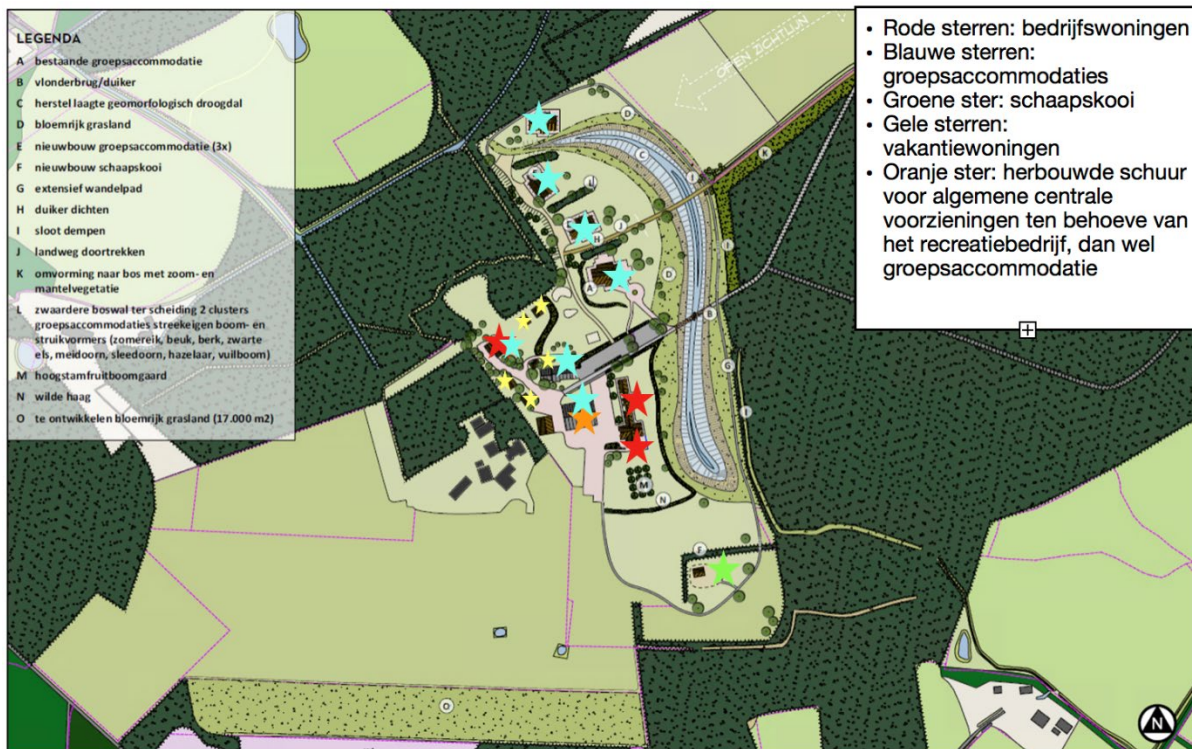 LEGENDA
A bestaande groepsaccommodatie
B vlonderbrug/duiker
C herstel laagte geomorfologisch droogdal
D bloemrijk grasland
E nieuwbouw groepsaccommodatie (3x)
F nieuwbouw schaapskooi
G extensief wandelpad
H duiker dichten
I sloot dempen
J landweg doortrekken
K omvorming naar bos met zoom- en
mantelvegetatie
L zwaardere boswal ter scheiding 2 clusters
groepsaccommodaties streekeigen boom- en
struikvormers (zomereik, beuk, berk, zwarte
els, meidoorn, sleedoorn, hazelaar, vuilboom)
M hoogstamfruitboomgaard
N wilde haag
O te ontwikkelen bloemrijk grasland (17.000 m2)
OPEN ZICHTLIJN
• Rode sterren: bedrijfswoningen
• Blauwe sterren:
groepsaccommodaties
• Groene ster: schaapskooi
• Gele sterren:
vakantiewoningen
• Oranje ster: herbouwde schuur
voor algemene centrale
voorzieningen ten behoeve van
het recreatiebedrijf, dan wel
groepsaccommodatie
D
C
K
I
L
E
H
J
A
D
B
I
G
I
M
N
F
O
N